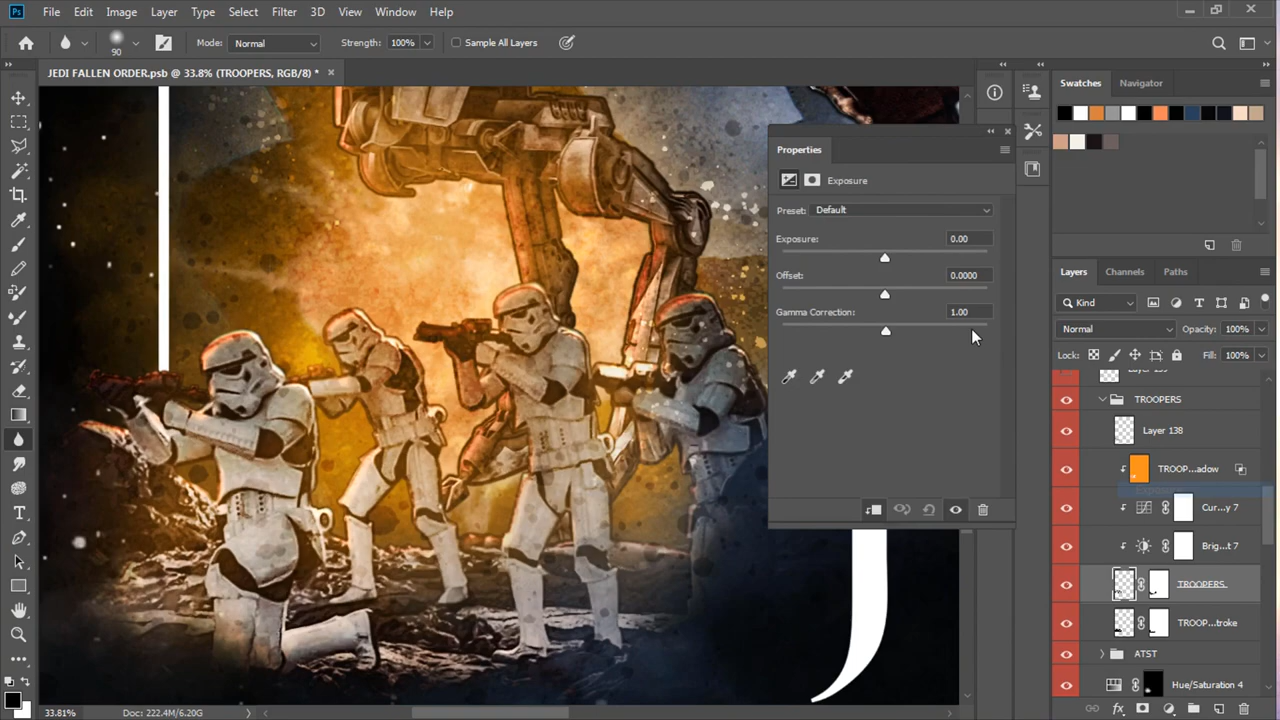 Ps File Edit Image Layer Type Select Filter 3D View Window Help
90 Mode: Normal Strength: 100% Sample All Layers
JEDI FALLEN ORDER.psb @ 33.8% (TROOPERS, RGB/8) *
Swatches Navigator
Properties
Exposure
Preset: Default
Exposure: 0.00
Offset: 0.0000
Gamma Correction: 1.00
Layers Channels Paths
Kind
Normal Opacity: 100%
Lock: Fill: 100%
TROOPERS
Layer 138
TROOP...adow
Cur...y 7
Brig...t 7
TROOPERS
TROOP...troke
ATST
Hue/Saturation 4
33.81% Doc: 222.4M/6.20G